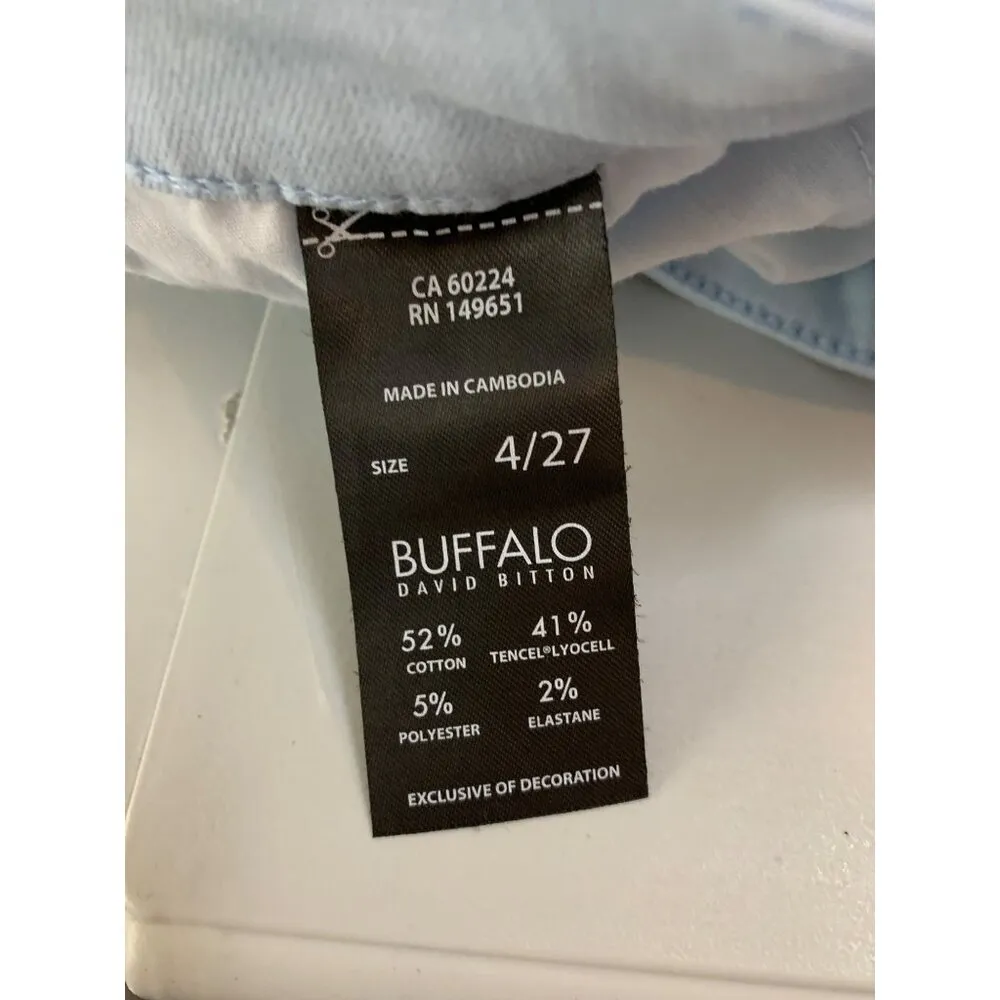 CA 60224
RN 149651
MADE IN CAMBODIA
SIZE 4/27
BUFFALO
DAVID BITTON
52% 41%
COTTON TENCEL®LYOCELL
5% 2%
POLYESTER ELASTANE
EXCLUSIVE OF DECORATION